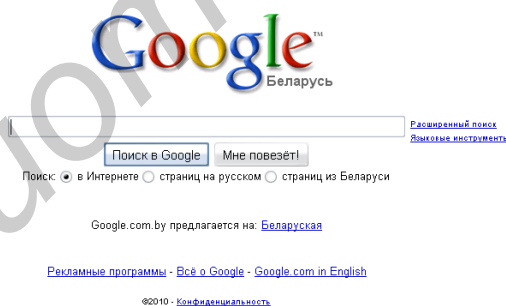 Google™
Беларусь
Расширенный поиск
Языковые инструменты
Поиск в Google Мне повезёт!
Поиск: в Интернете страниц на русском страниц из Беларуси
Google.com.by предлагается на: Беларуская
Рекламные программы - Всё о Google - Google.com in English
©2010 - Конфиденциальность